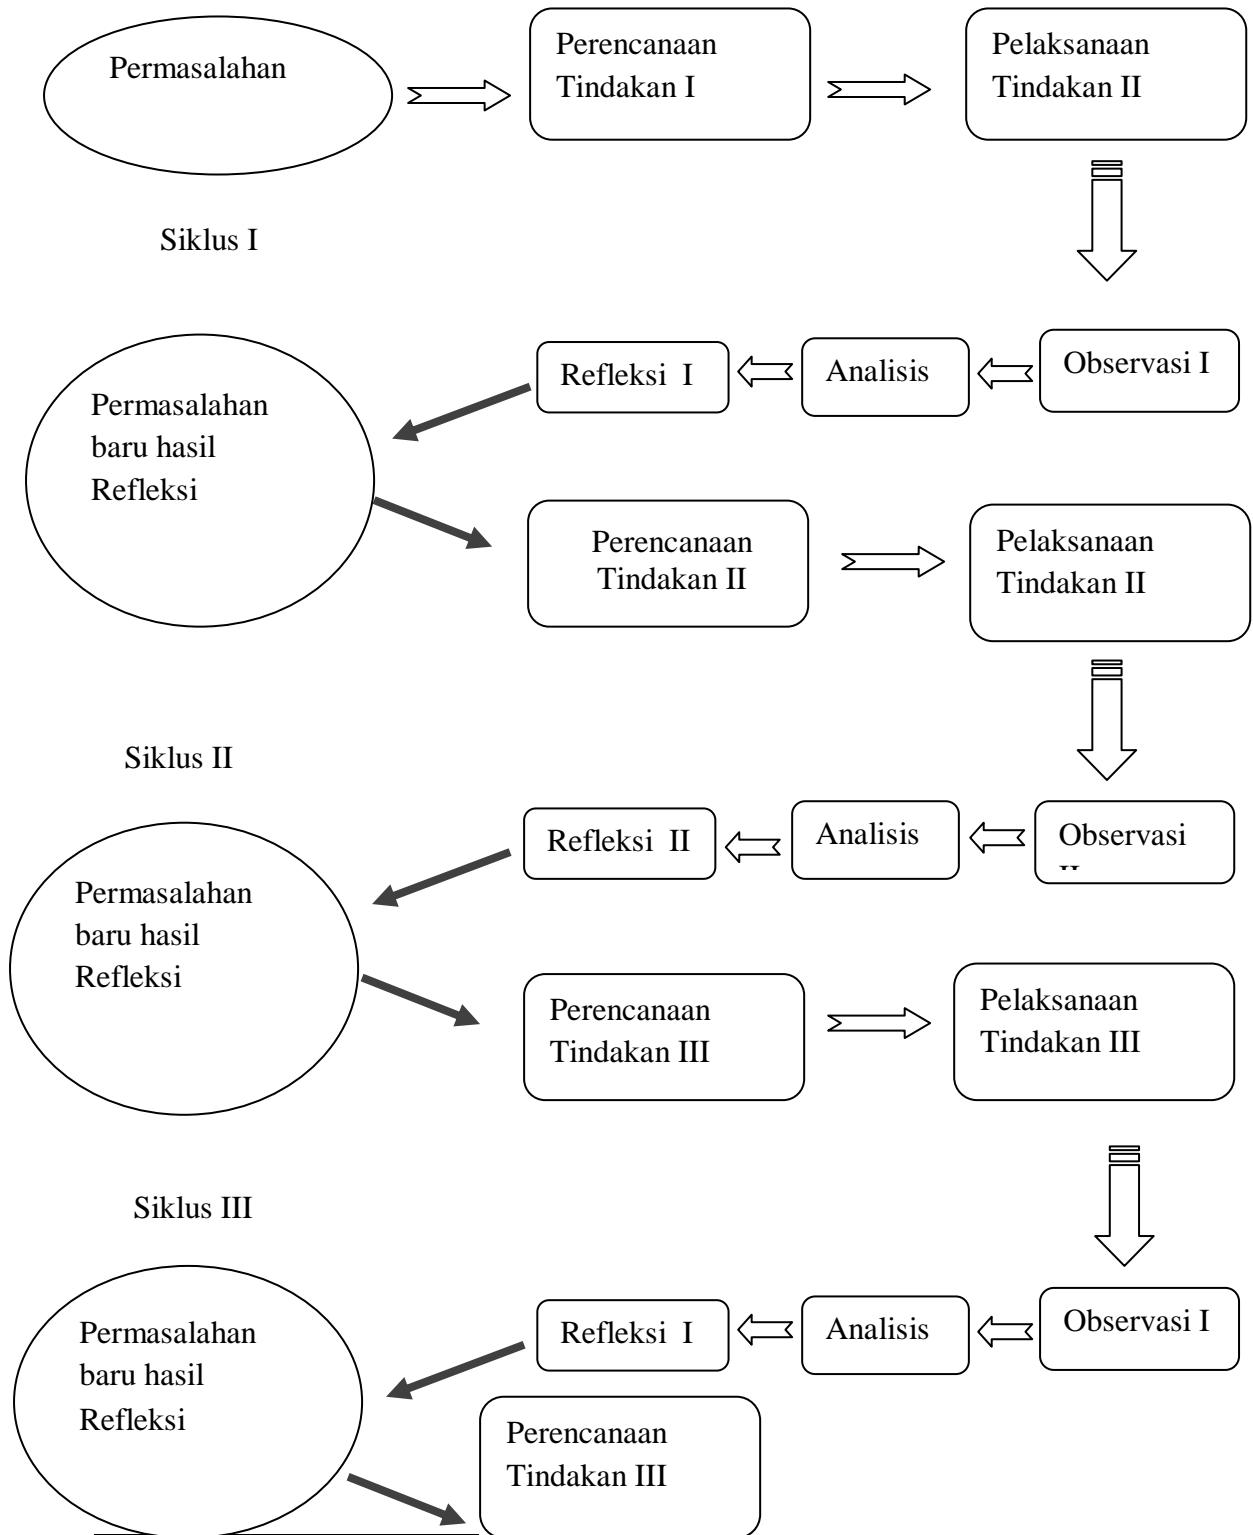 Permasalahan
Perencanaan
Tindakan I
Pelaksanaan
Tindakan II
Siklus I
Permasalahan
baru hasil
Refleksi
Refleksi I
Analisis
Observasi I
Perencanaan
Tindakan II
Pelaksanaan
Tindakan II
Siklus II
Permasalahan
baru hasil
Refleksi
Refleksi II
Analisis
Observasi
Perencanaan
Tindakan III
Pelaksanaan
Tindakan III
Siklus III
Permasalahan
baru hasil
Refleksi
Refleksi I
Analisis
Observasi I
Perencanaan
Tindakan III